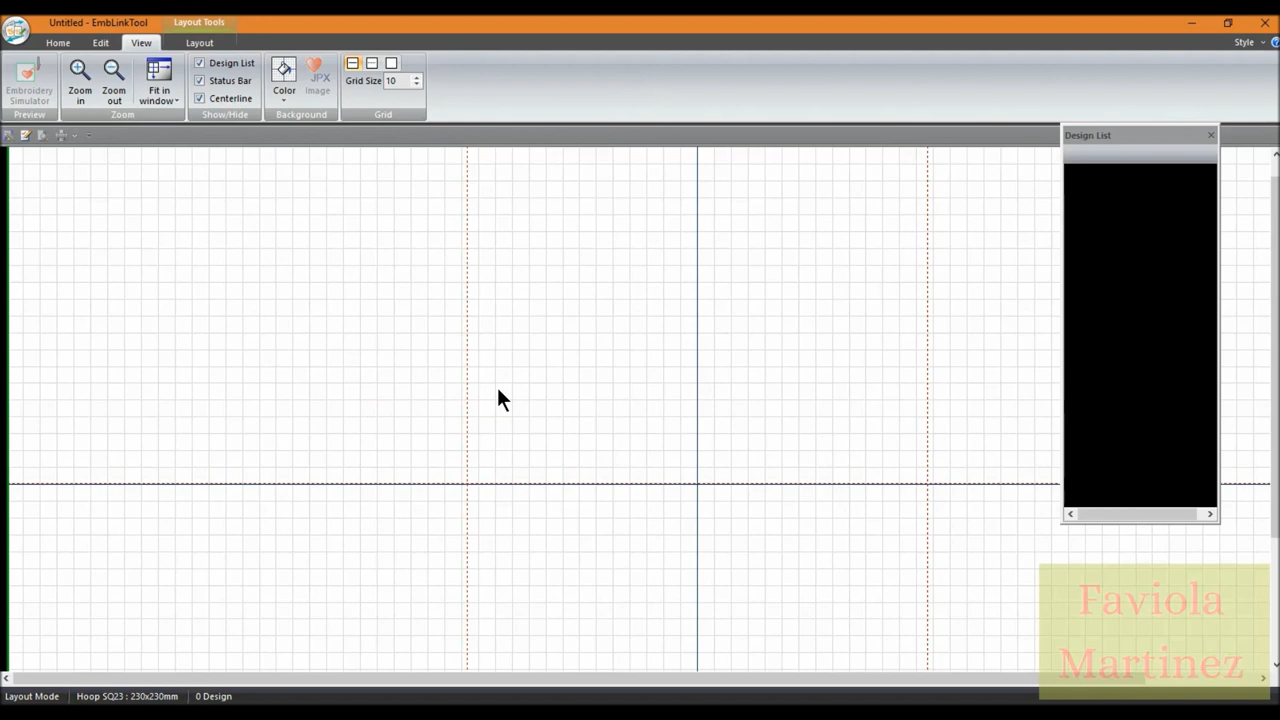 Untitled - EmbLinkTool
Layout Tools
Home
Edit
View
Layout
Style
Embroidery
Simulator
Zoom
in
Zoom
out
Fit in
window
Design List
Status Bar
Centerline
Color
JPX
Image
Grid Size 10
Preview
Zoom
Show/Hide
Background
Grid
Design List
Faviola
Martinez
Layout Mode
Hoop SQ23 : 230x230mm
0 Design